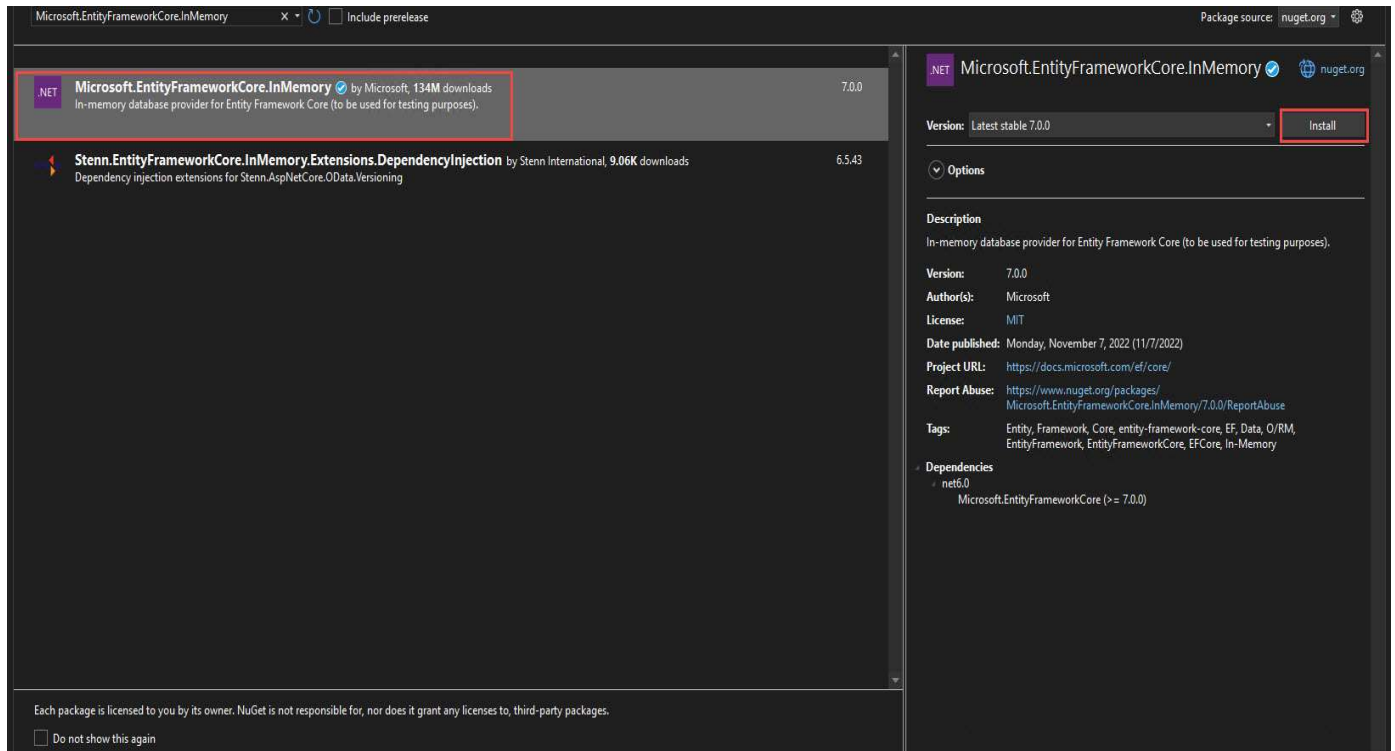 Microsoft.EntityFrameworkCore.InMemory
Include prerelease
Package source: nuget.org
.NET
Microsoft.EntityFrameworkCore.InMemory by Microsoft, 134M downloads
7.0.0
In-memory database provider for Entity Framework Core (to be used for testing purposes).
Stenn.EntityFrameworkCore.InMemory.Extensions.DependencyInjection by Stenn International, 9.06K downloads
6.5.43
Dependency injection extensions for Stenn.AspNetCore.OData.Versioning
Each package is licensed to you by its owner. NuGet is not responsible for, nor does it grant any licenses to, third-party packages.
Do not show this again
.NET
Microsoft.EntityFrameworkCore.InMemory
nuget.org
Version: Latest stable 7.0.0
Install
Options
Description
In-memory database provider for Entity Framework Core (to be used for testing purposes).
Version: 7.0.0
Author(s): Microsoft
License: MIT
Date published: Monday, November 7, 2022 (11/7/2022)
Project URL: https://docs.microsoft.com/ef/core/
Report Abuse: https://www.nuget.org/packages/
Microsoft.EntityFrameworkCore.InMemory/7.0.0/ReportAbuse
Tags: Entity, Framework, Core, entity-framework-core, EF, Data, O/RM,
EntityFramework, EntityFrameworkCore, EFCore, In-Memory
Dependencies
net6.0
Microsoft.EntityFrameworkCore (>= 7.0.0)